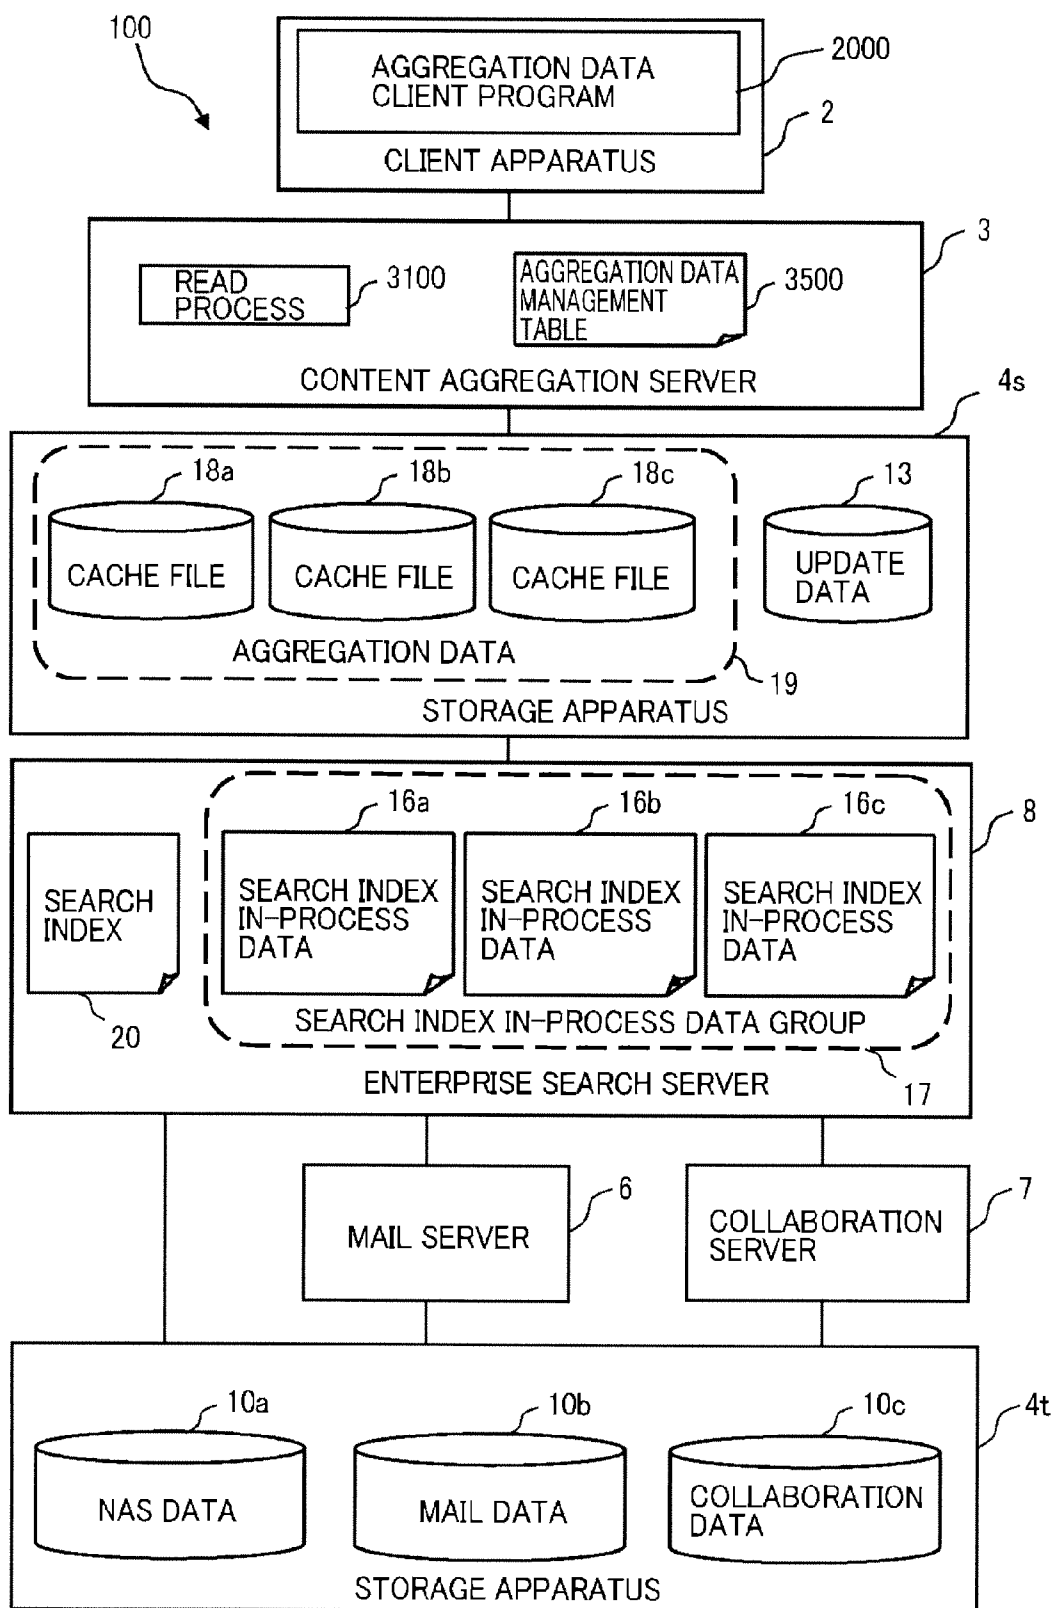 100
AGGREGATION DATA
CLIENT PROGRAM
2000
2
CLIENT APPARATUS
3
READ
PROCESS
3100
AGGREGATION DATA
MANAGEMENT
TABLE
3500
CONTENT AGGREGATION SERVER
4s
18a
18b
18c
13
CACHE FILE
CACHE FILE
CACHE FILE
UPDATE
DATA
AGGREGATION DATA
19
STORAGE APPARATUS
16a
16b
16c
8
SEARCH
INDEX
SEARCH INDEX
IN-PROCESS
DATA
SEARCH INDEX
IN-PROCESS
DATA
SEARCH INDEX
IN-PROCESS
DATA
20
SEARCH INDEX IN-PROCESS DATA GROUP
ENTERPRISE SEARCH SERVER
17
6
7
MAIL SERVER
COLLABORATION
SERVER
10a
10b
10c
4t
NAS DATA
MAIL DATA
COLLABORATION
DATA
STORAGE APPARATUS